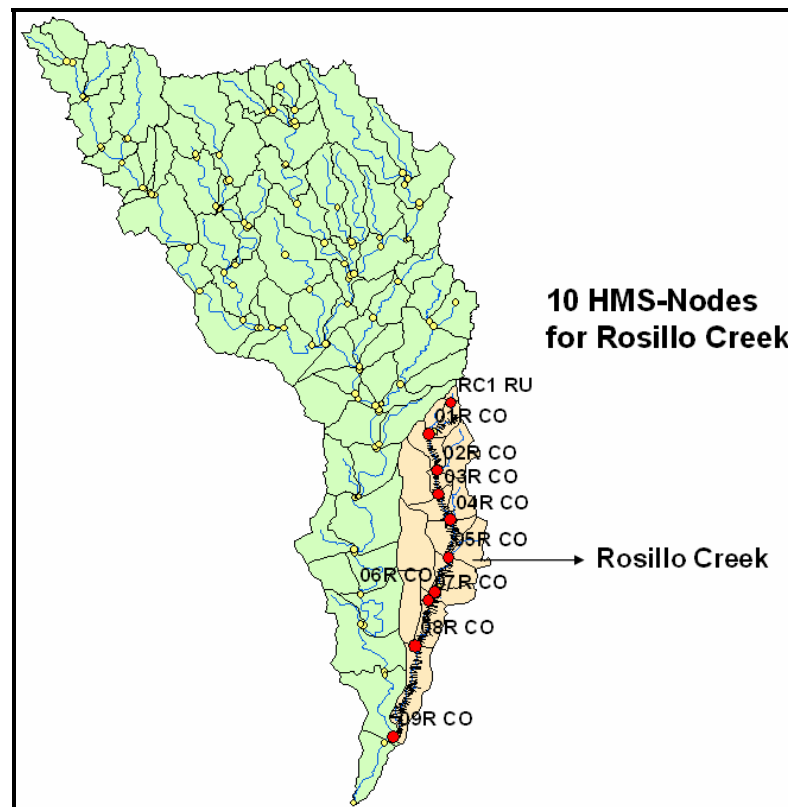 10 HMS-Nodes
for Rosillo Creek
RC1 RU
01R CO
02R CO
03R CO
04R CO
05R CO
Rosillo Creek
06R CO
07R CO
08R CO
09R CO